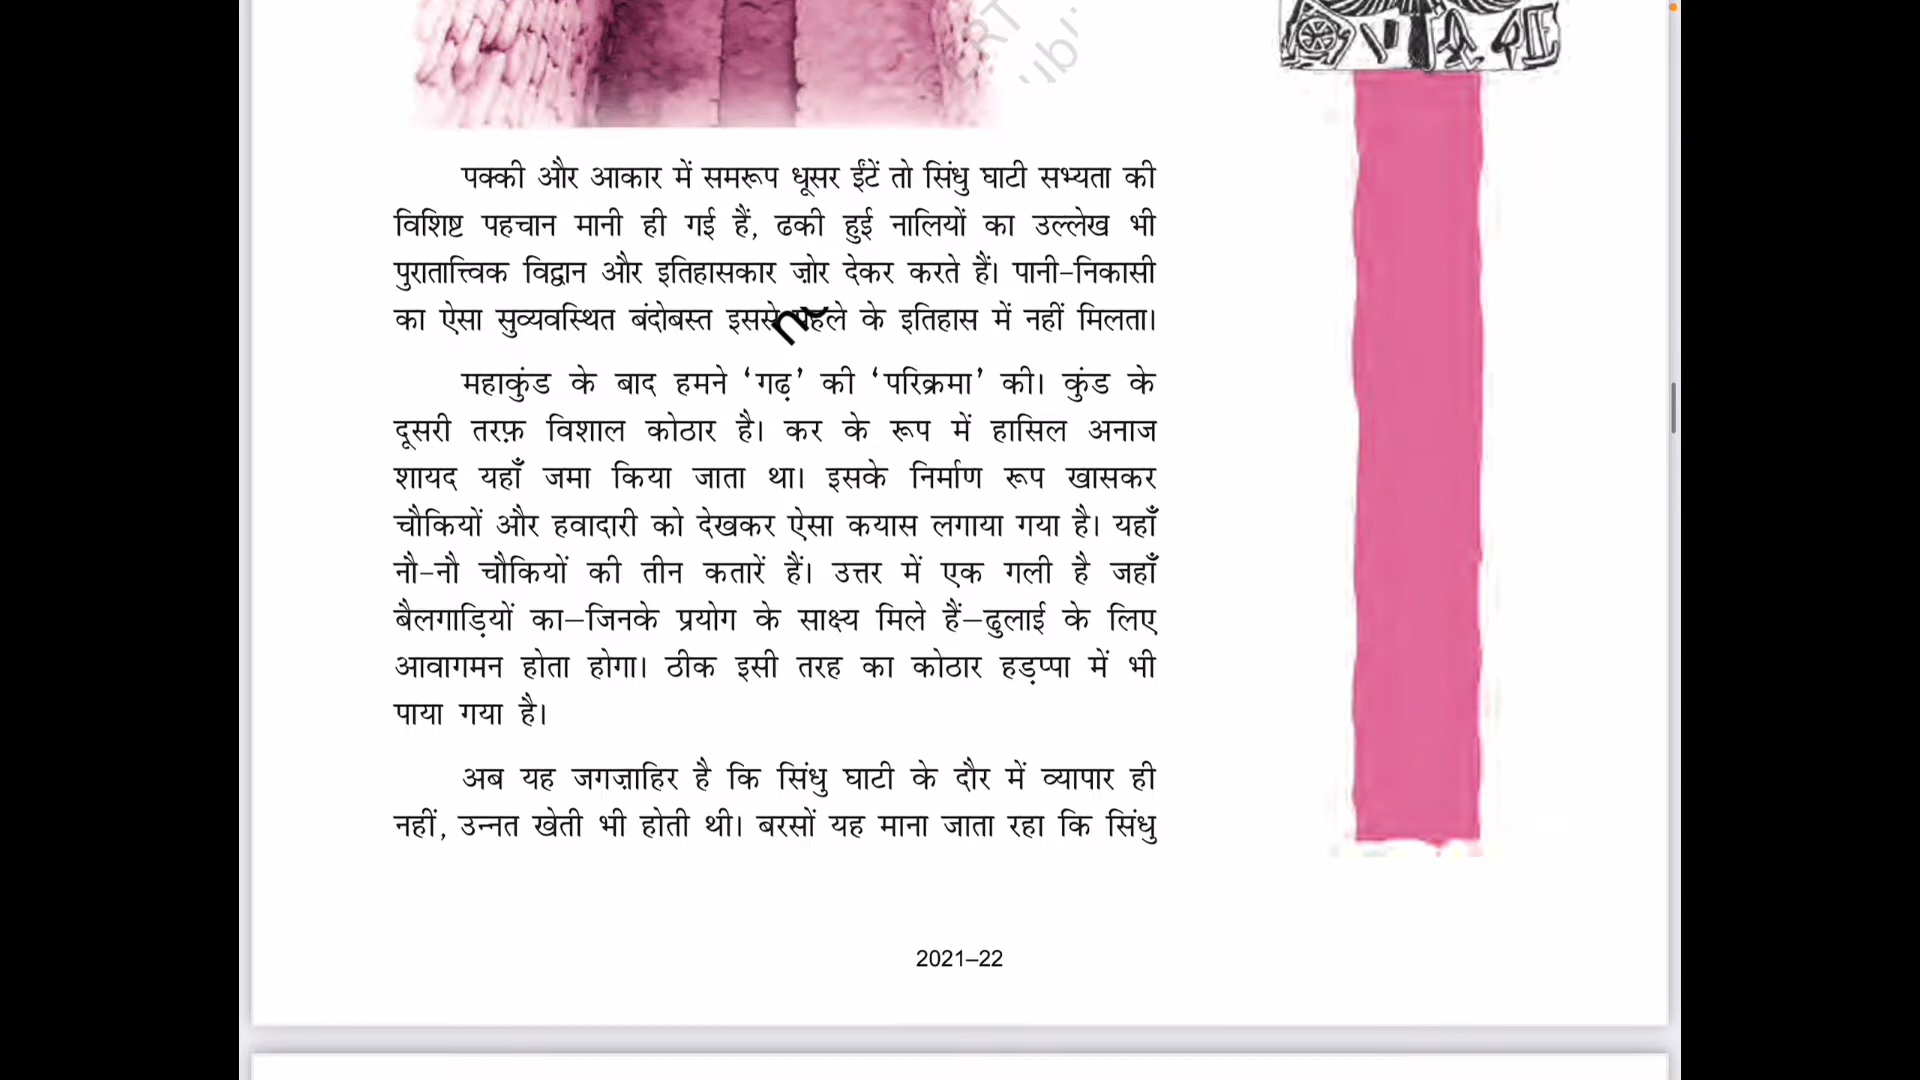 पक्की और आकार में समरूप धूसर ईंटें तो सिंधु घाटी सभ्यता की
विशिष्ट पहचान मानी ही गई हैं, ढकी हुई नालियों का उल्लेख भी
पुरातात्त्विक विद्वान और इतिहासकार ज़ोर देकर करते हैं। पानी-निकासी
का ऐसा सुव्यवस्थित बंदोबस्त इससे पहले के इतिहास में नहीं मिलता।
महाकुंड के बाद हमने ‘गढ़’ की ‘परिक्रमा’ की। कुंड के
दूसरी तरफ़ विशाल कोठार है। कर के रूप में हासिल अनाज
शायद यहाँ जमा किया जाता था। इसके निर्माण रूप खासकर
चौकियों और हवादारी को देखकर ऐसा कयास लगाया गया है। यहाँ
नौ-नौ चौकियों की तीन कतारें हैं। उत्तर में एक गली है जहाँ
बैलगाड़ियों का–जिनके प्रयोग के साक्ष्य मिले हैं–ढुलाई के लिए
आवागमन होता होगा। ठीक इसी तरह का कोठार हड़प्पा में भी
पाया गया है।
अब यह जगज़ाहिर है कि सिंधु घाटी के दौर में व्यापार ही
नहीं, उन्नत खेती भी होती थी। बरसों यह माना जाता रहा कि सिंधु
2021–22